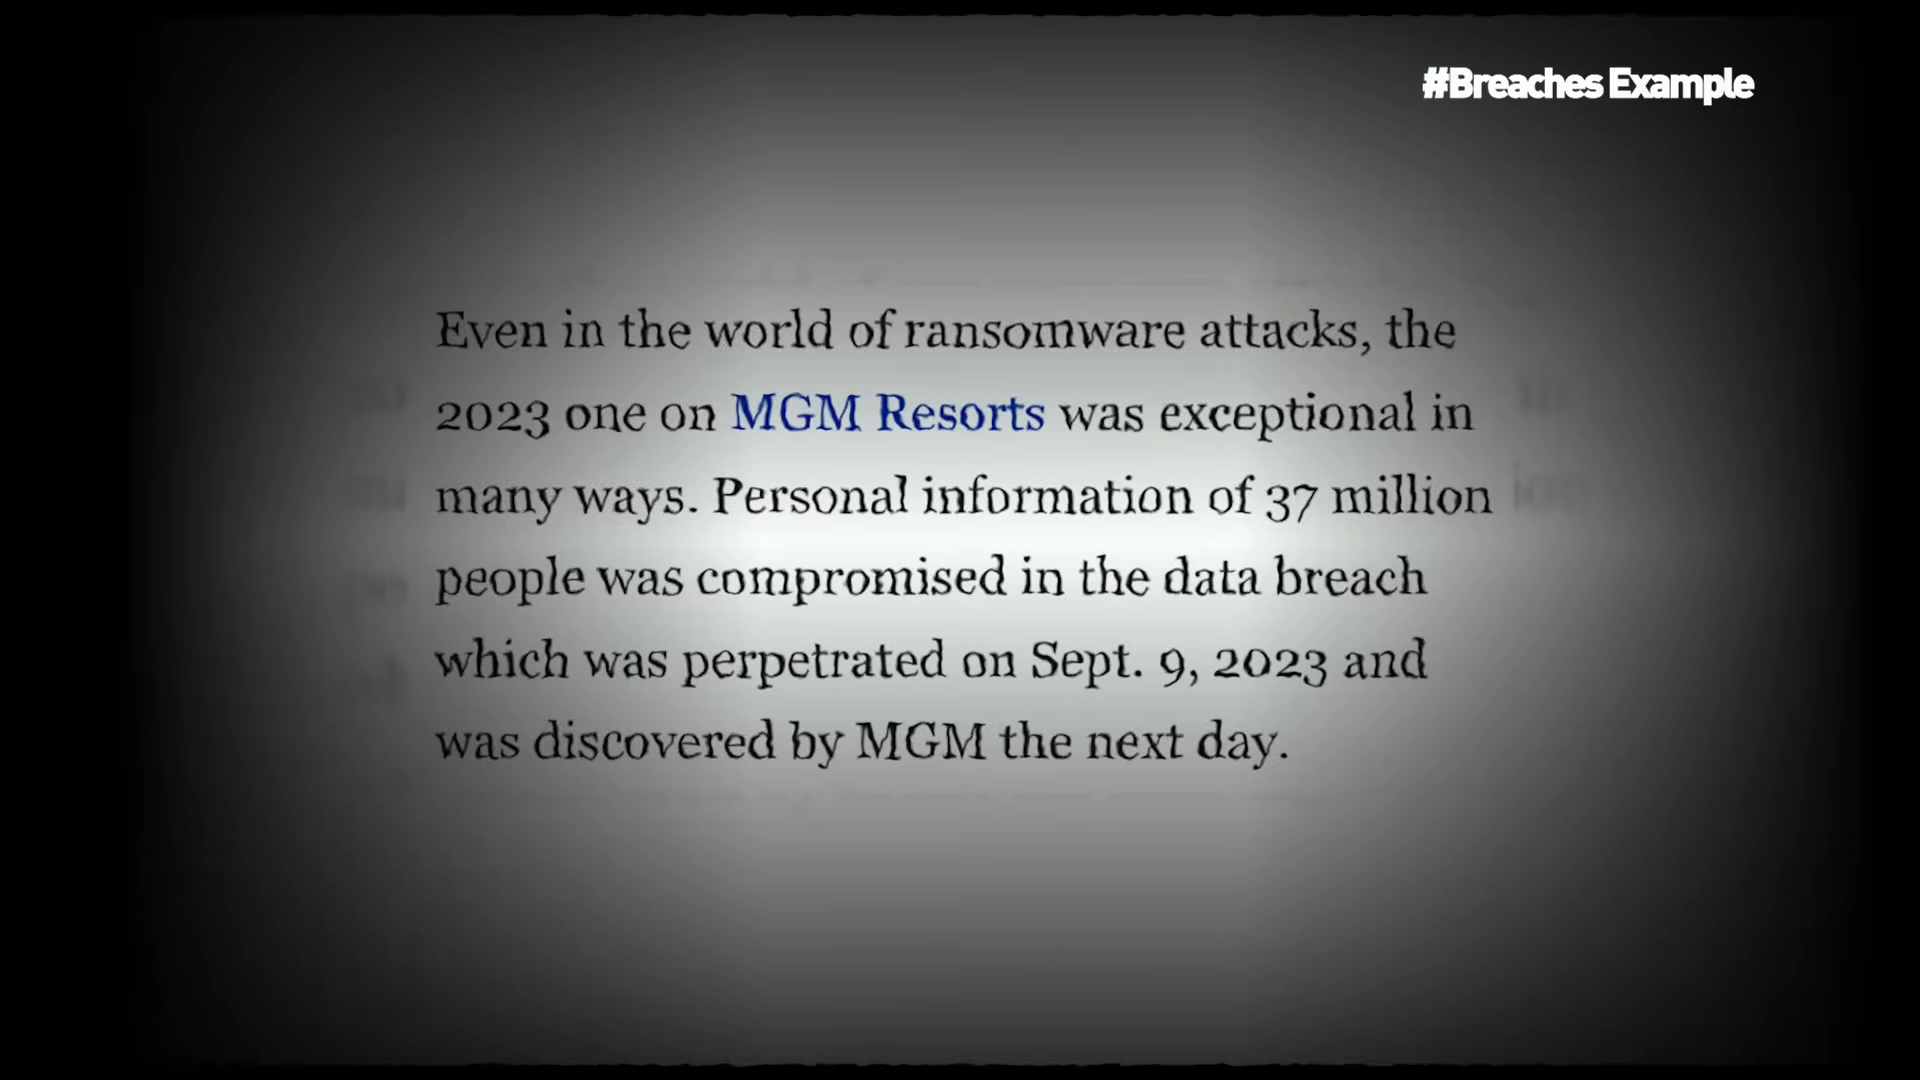 #Breaches Example
Even in the world of ransomware attacks, the
2023 one on MGM Resorts was exceptional in
many ways. Personal information of 37 million
people was compromised in the data breach
which was perpetrated on Sept. 9, 2023 and
was discovered by MGM the next day.